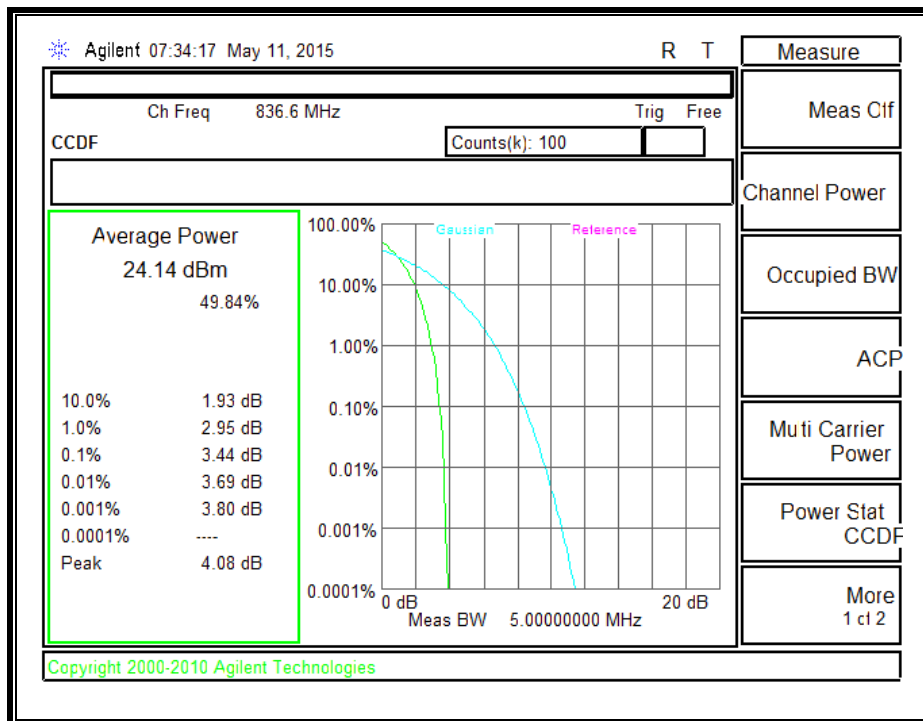 Agilent 07:34:17 May 11, 2015 R T
Ch Freq 836.6 MHz Trig Free
CCDF Counts(k): 100
Average Power
24.14 dBm
49.84%
10.0% 1.93 dB
1.0% 2.95 dB
0.1% 3.44 dB
0.01% 3.69 dB
0.001% 3.80 dB
0.0001% ----
Peak 4.08 dB
Gaussian Reference
100.00%
10.00%
1.00%
0.10%
0.01%
0.001%
0.0001%
0 dB 20 dB
Meas BW 5.00000000 MHz
Measure
Meas Off
Channel Power
Occupied BW
ACP
Multi Carrier
Power
Power Stat
CCDF
More
1 of 2
Copyright 2000-2010 Agilent Technologies